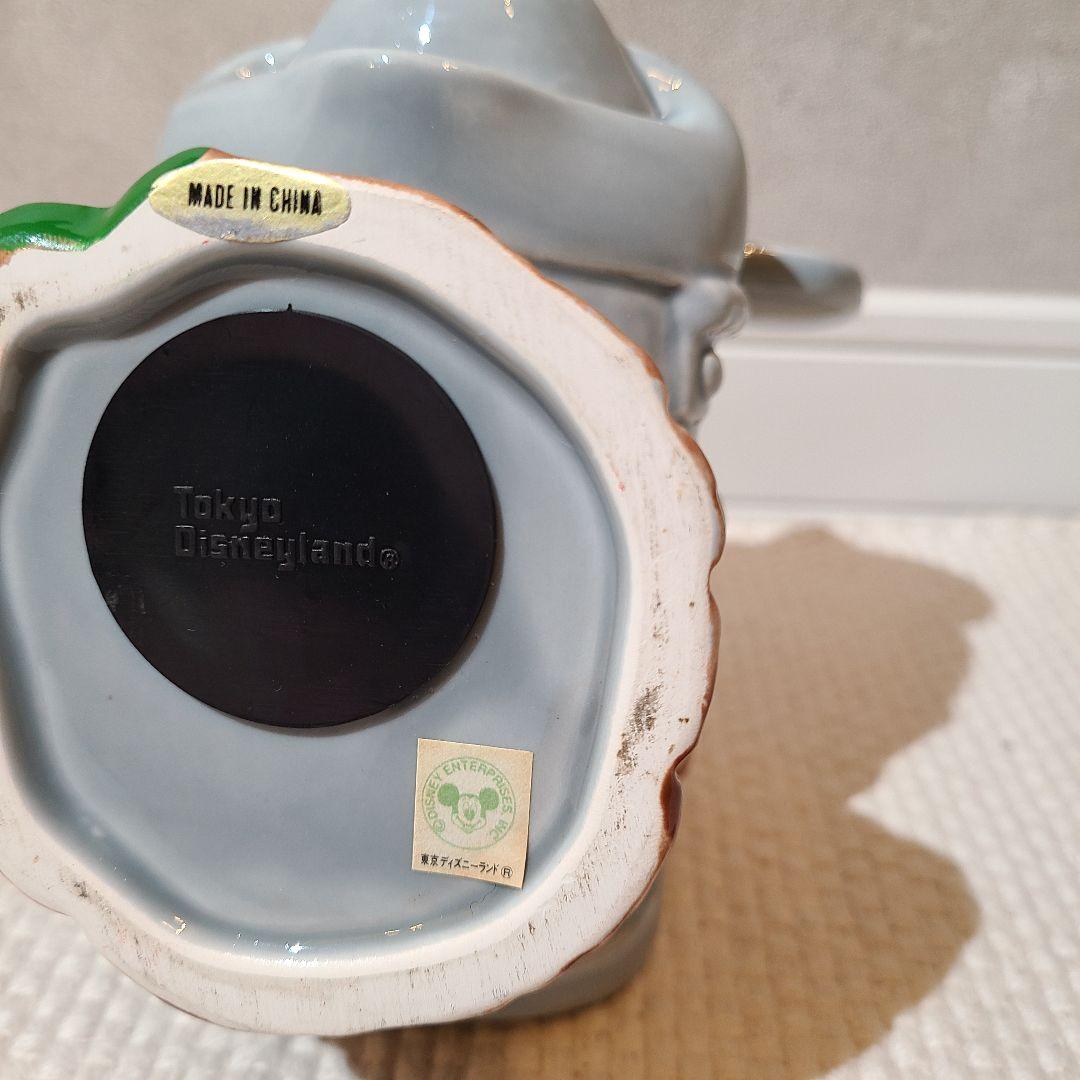 MADE IN CHINA
Tokyo
Disneyland®
©DISNEY ENTERPRISES, INC
東京ディズニーランド®